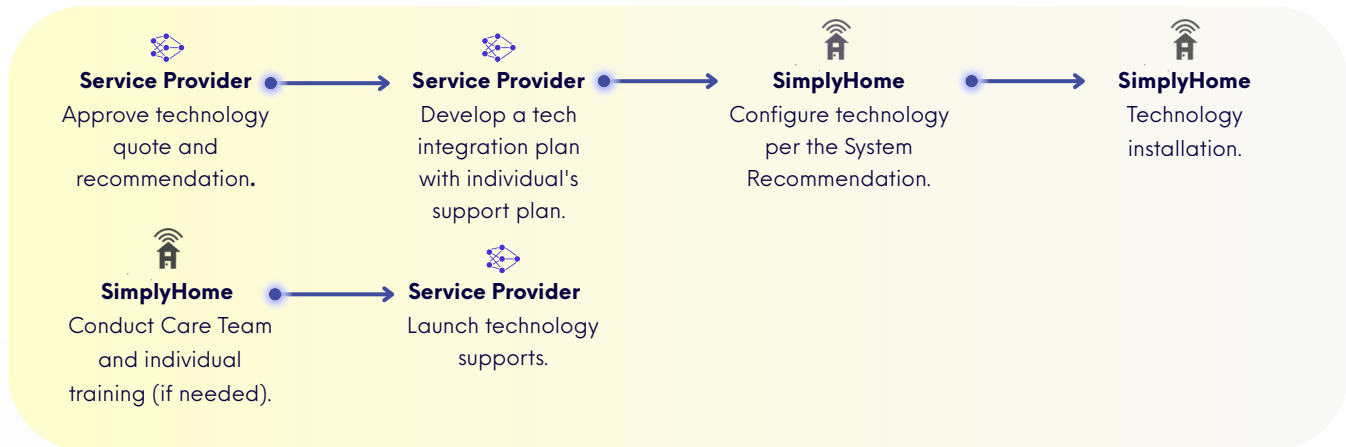 Service Provider
Approve technology
quote and
recommendation.
Service Provider
Develop a tech
integration plan
with individual's
support plan.
SimplyHome
Configure technology
per the System
Recommendation.
SimplyHome
Technology
installation.
SimplyHome
Conduct Care Team
and individual
training (if needed).
Service Provider
Launch technology
supports.